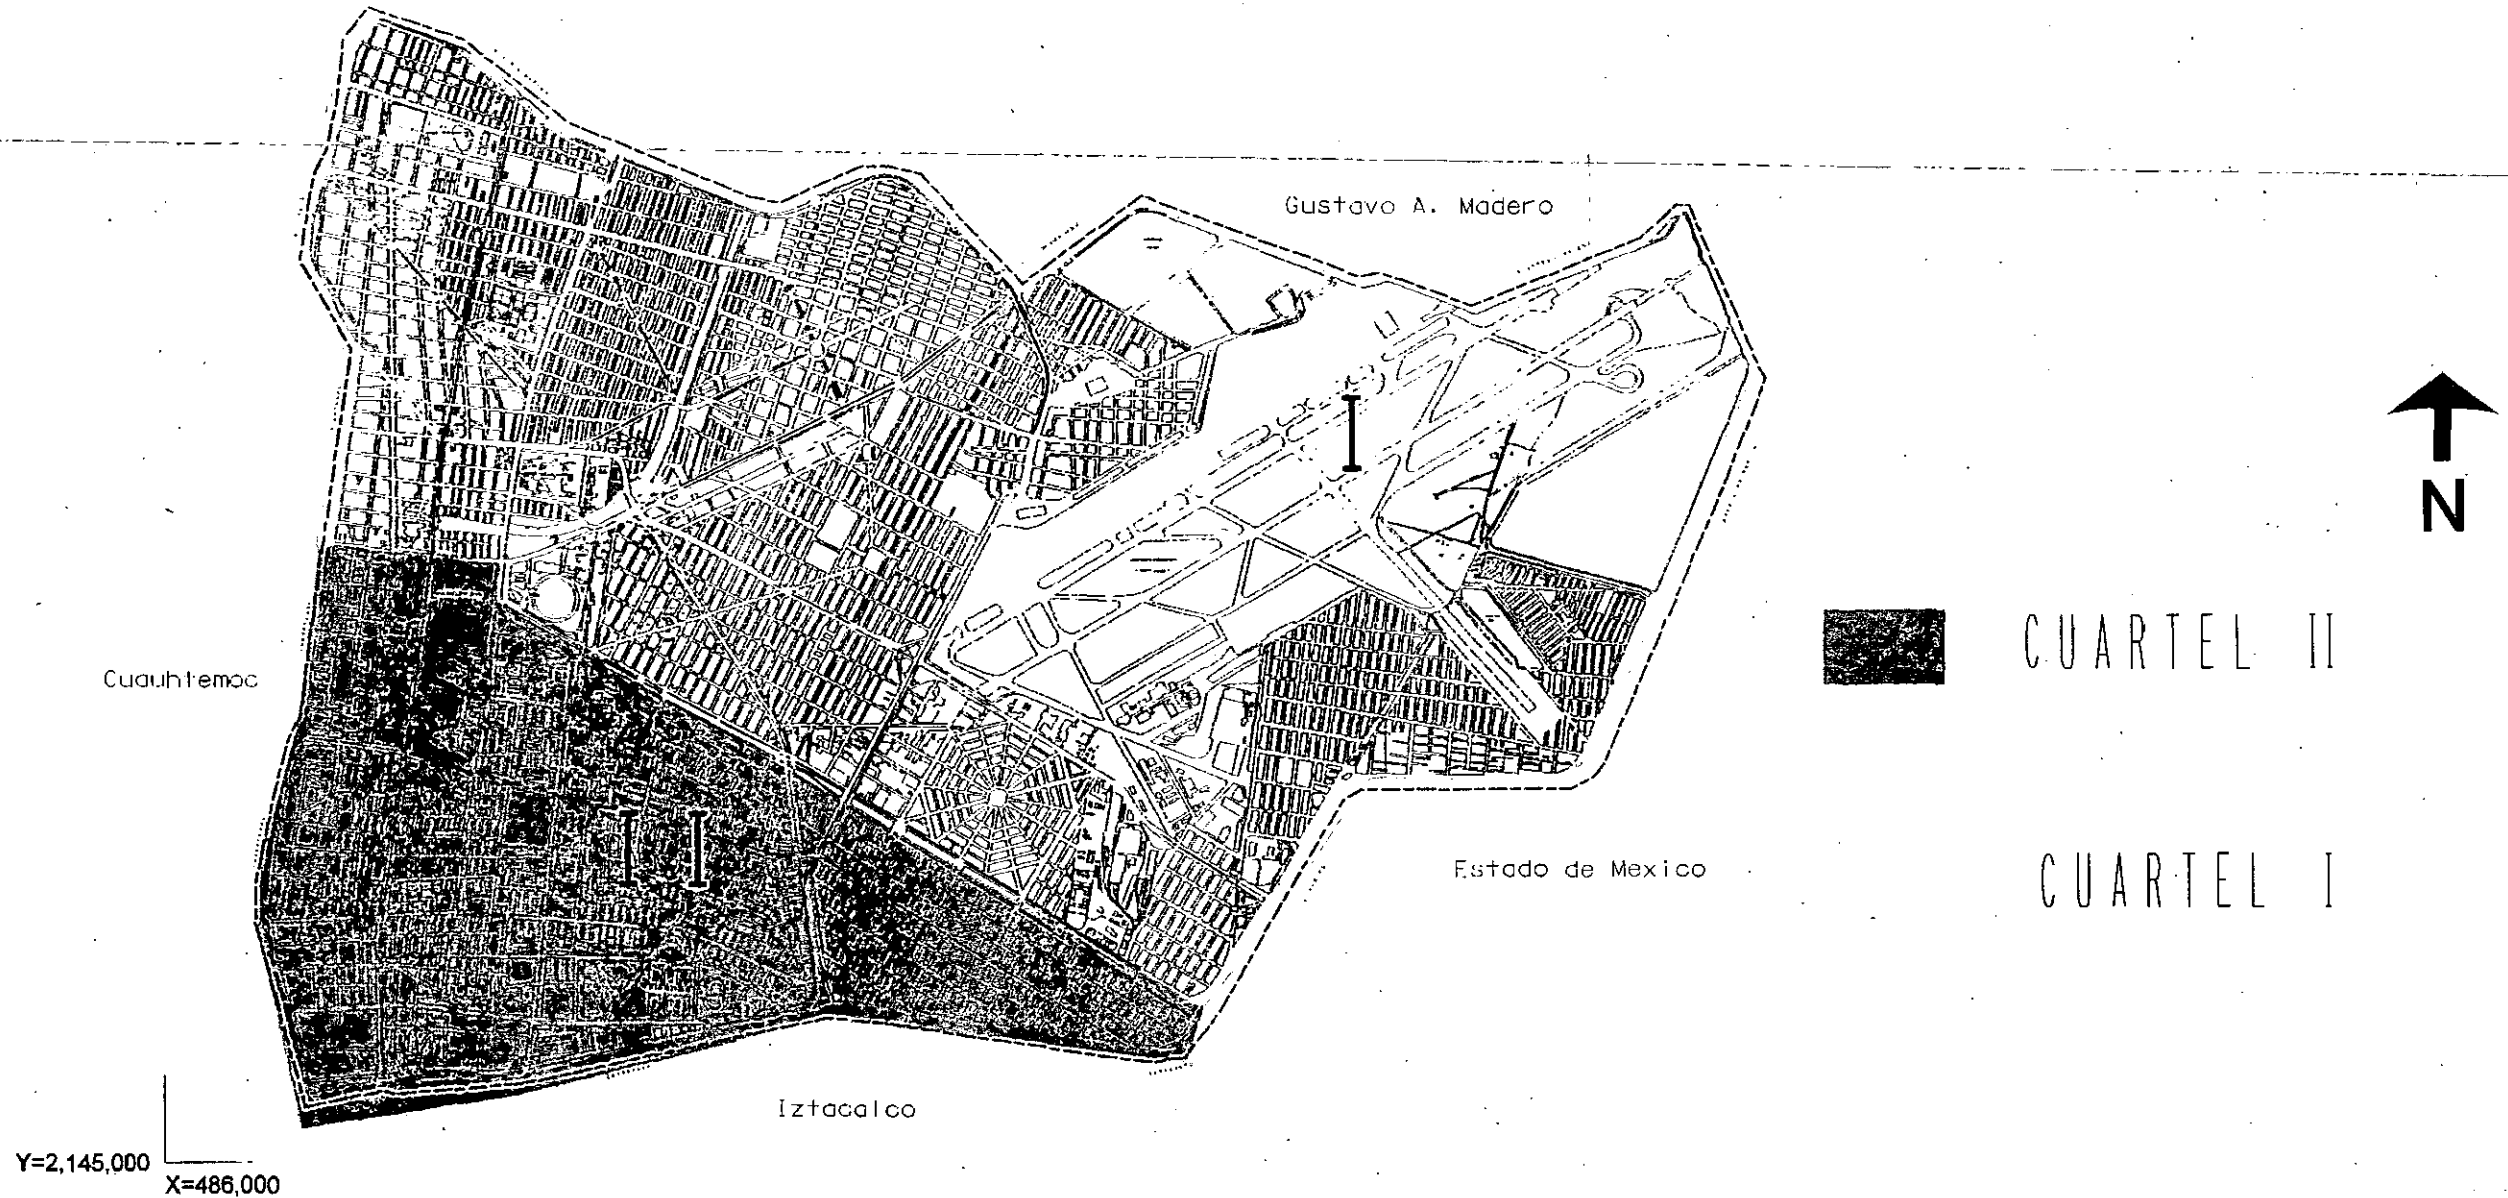 Gustavo A. Madero
I
N
CUARTEL II
Cuauhtemoc
II
Estado de Mexico
CUARTEL I
Iztacalco
Y=2,145,000
X=486,000